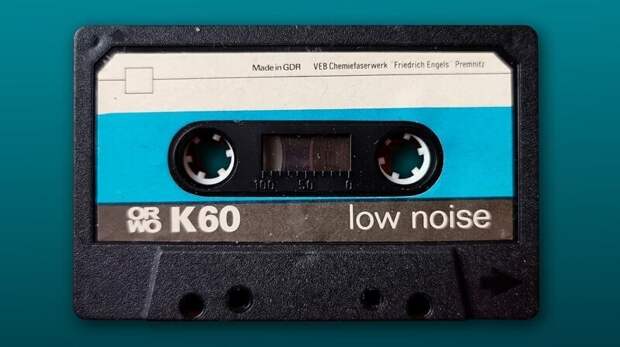 Made in GDR VEB Chemiefaserwerk "Friedrich Engels" Premnitz
100 50 0
ORWO K60 low noise